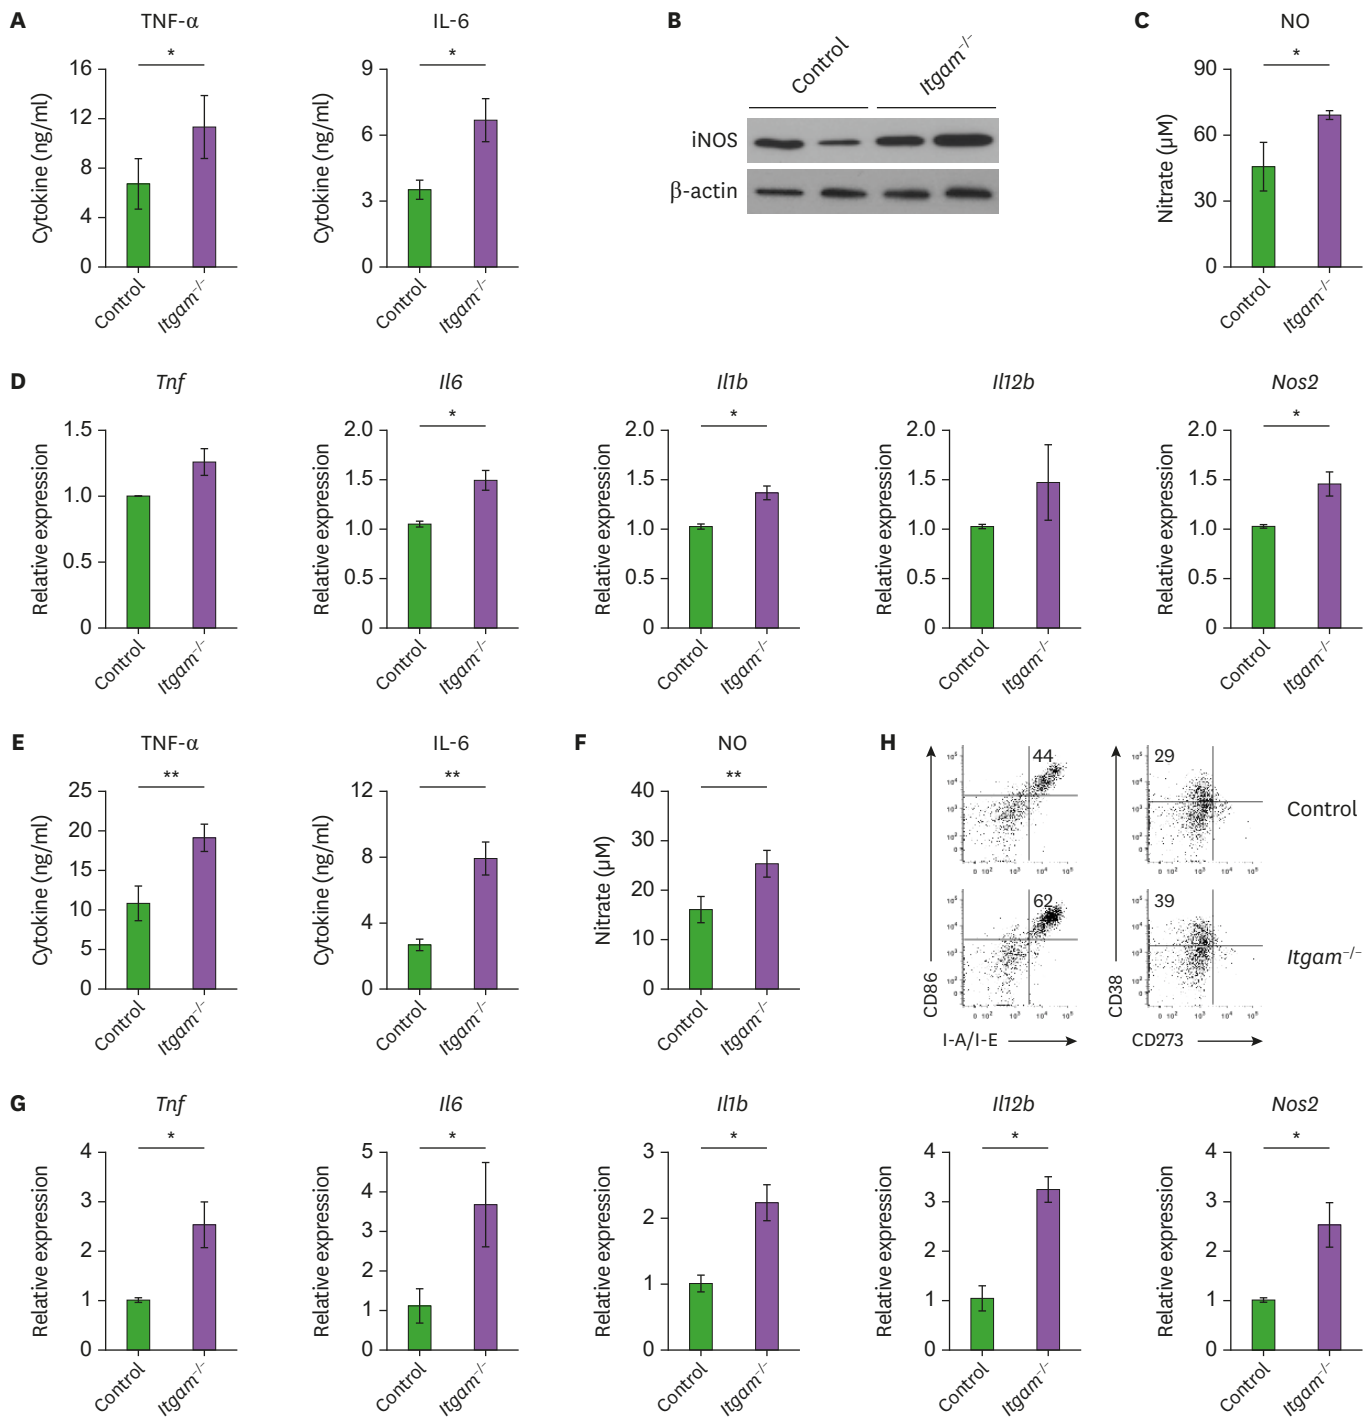 A
TNF-α
*
Cytokine (ng/ml)
16
12
8
4
0
Control
Itgam⁻/⁻
IL-6
*
Cytokine (ng/ml)
9
6
3
0
Control
Itgam⁻/⁻
B
Control
Itgam⁻/⁻
iNOS
β-actin
C
NO
*
Nitrate (μM)
90
60
30
0
Control
Itgam⁻/⁻
D
Tnf
Relative expression
1.5
1.0
0.5
0
Control
Itgam⁻/⁻
Il6
*
Relative expression
2.0
1.5
1.0
0.5
0
Control
Itgam⁻/⁻
Il1b
*
Relative expression
2.0
1.5
1.0
0.5
0
Control
Itgam⁻/⁻
Il12b
Relative expression
2.0
1.5
1.0
0.5
0
Control
Itgam⁻/⁻
Nos2
*
Relative expression
2.0
1.5
1.0
0.5
0
Control
Itgam⁻/⁻
E
TNF-α
**
Cytokine (ng/ml)
25
20
15
10
5
0
Control
Itgam⁻/⁻
IL-6
**
Cytokine (ng/ml)
12
8
4
0
Control
Itgam⁻/⁻
F
NO
**
Nitrate (μM)
40
30
20
10
0
Control
Itgam⁻/⁻
H
44
29
Control
62
39
Itgam⁻/⁻
CD86
I-A/I-E
CD38
CD273
G
Tnf
*
Relative expression
4
3
2
1
0
Control
Itgam⁻/⁻
Il6
*
Relative expression
5
4
3
2
1
0
Control
Itgam⁻/⁻
Il1b
*
Relative expression
3
2
1
0
Control
Itgam⁻/⁻
Il12b
*
Relative expression
4
3
2
1
0
Control
Itgam⁻/⁻
Nos2
*
Relative expression
4
3
2
1
0
Control
Itgam⁻/⁻